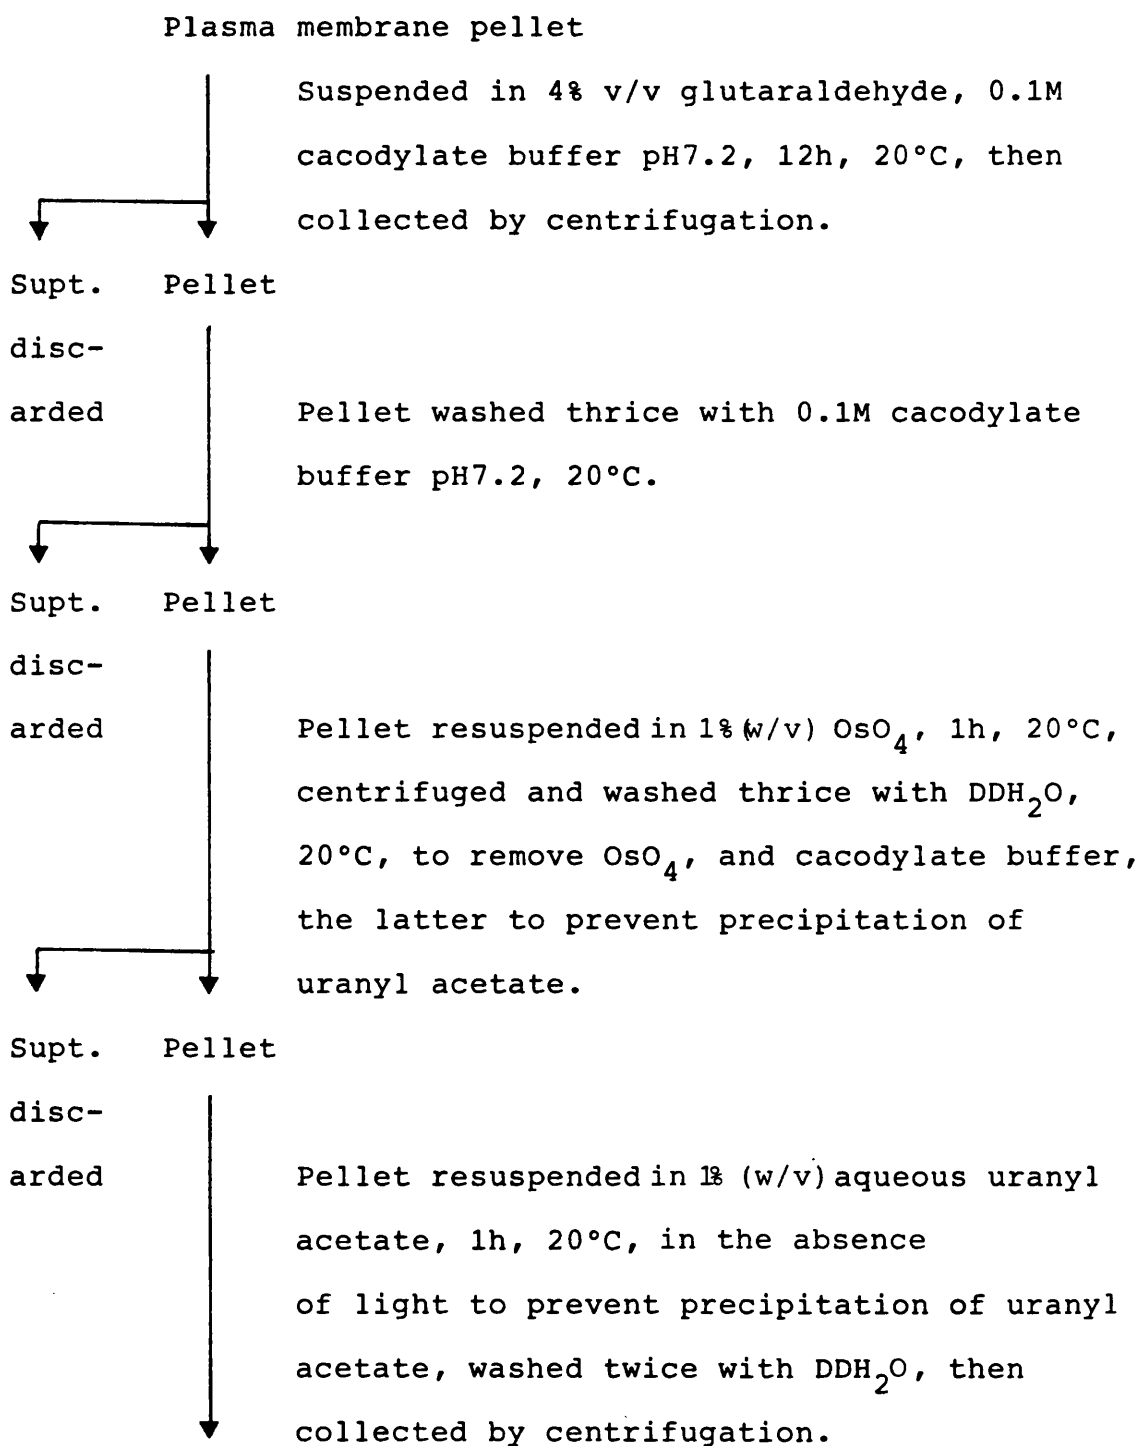 Plasma membrane pellet
Suspended in 4% v/v glutaraldehyde, 0.1M
cacodylate buffer pH7.2, 12h, 20°C, then
collected by centrifugation.
Supt. Pellet
disc-
arded Pellet washed thrice with 0.1M cacodylate
buffer pH7.2, 20°C.
Supt. Pellet
disc-
arded Pellet resuspended in 1% (w/v) OsO4, 1h, 20°C,
centrifuged and washed thrice with DDH2O,
20°C, to remove OsO4, and cacodylate buffer,
the latter to prevent precipitation of
uranyl acetate.
Supt. Pellet
disc-
arded Pellet resuspended in 1% (w/v) aqueous uranyl
acetate, 1h, 20°C, in the absence
of light to prevent precipitation of uranyl
acetate, washed twice with DDH2O, then
collected by centrifugation.